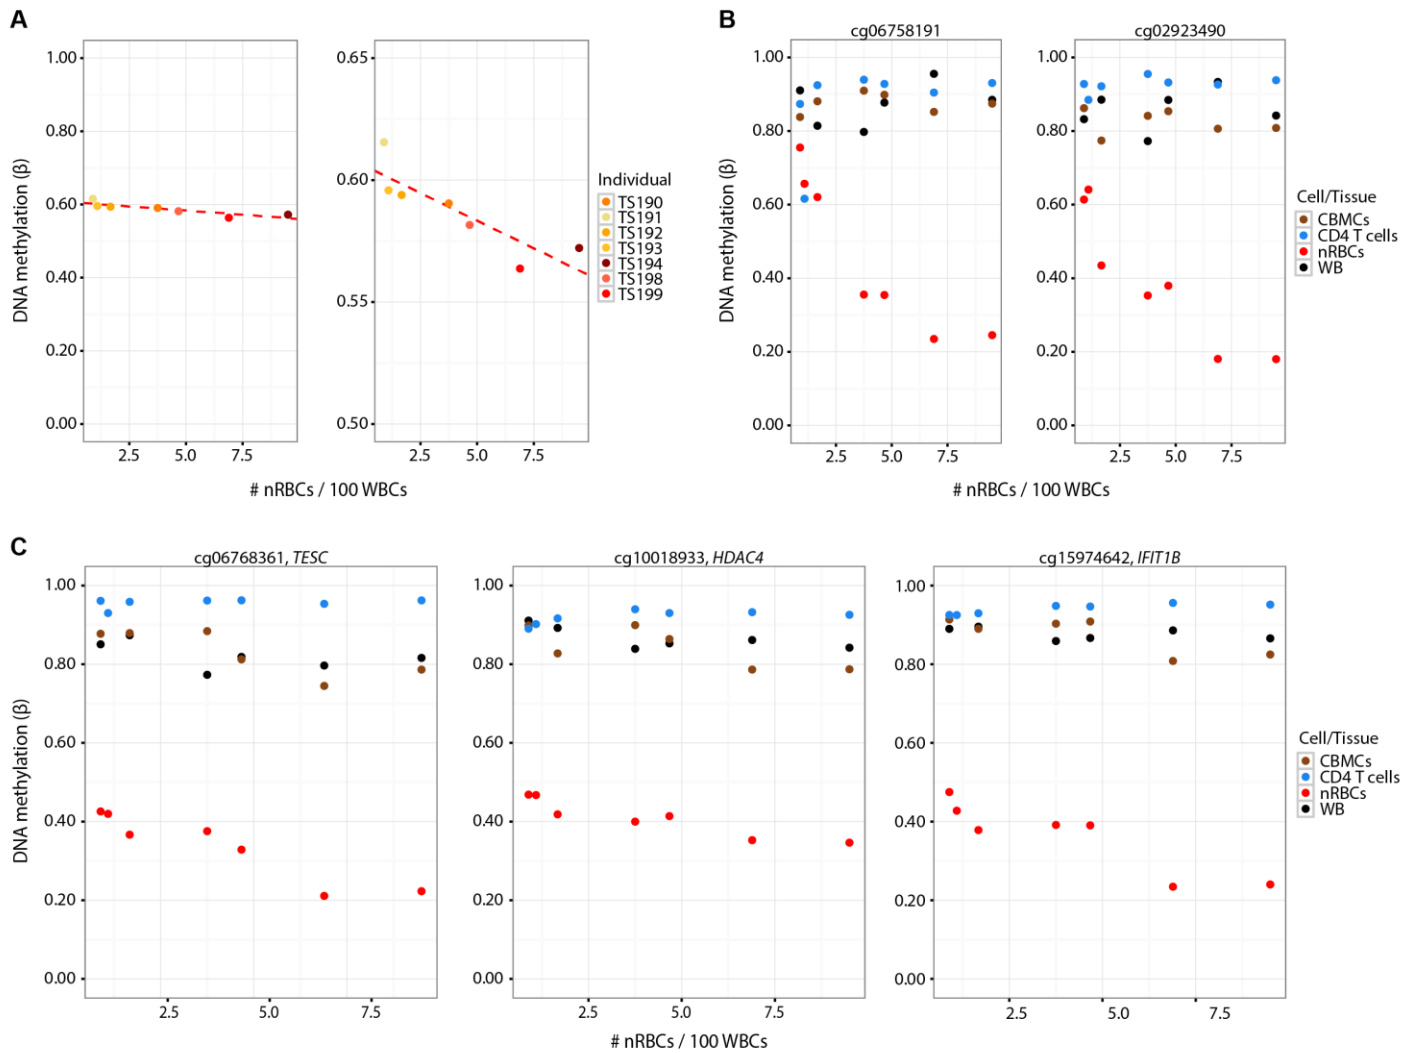 A
1.00
0.80
0.60
0.40
0.20
0.00
DNA methylation (β)
2.5 5.0 7.5
0.65
0.60
0.55
0.50
2.5 5.0 7.5
# nRBCs / 100 WBCs
Individual
TS190
TS191
TS192
TS193
TS194
TS198
TS199
B
cg06758191
1.00
0.80
0.60
0.40
0.20
0.00
DNA methylation (β)
2.5 5.0 7.5
cg02923490
1.00
0.80
0.60
0.40
0.20
0.00
2.5 5.0 7.5
# nRBCs / 100 WBCs
Cell/Tissue
CBMCs
CD4 T cells
nRBCs
WB
C
cg06768361, TESC
1.00
0.80
0.60
0.40
0.20
0.00
DNA methylation (β)
2.5 5.0 7.5
cg10018933, HDAC4
1.00
0.80
0.60
0.40
0.20
0.00
2.5 5.0 7.5
cg15974642, IFIT1B
1.00
0.80
0.60
0.40
0.20
0.00
2.5 5.0 7.5
# nRBCs / 100 WBCs
Cell/Tissue
CBMCs
CD4 T cells
nRBCs
WB